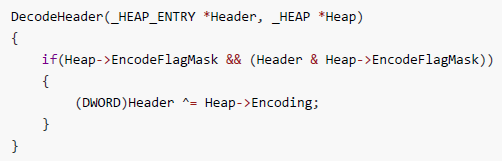 DecodeHeader(_HEAP_ENTRY *Header, _HEAP *Heap)
{
    if(Heap->EncodeFlagMask && (Header & Heap->EncodeFlagMask))
    {
        (DWORD)Header ^= Heap->Encoding;
    }
}